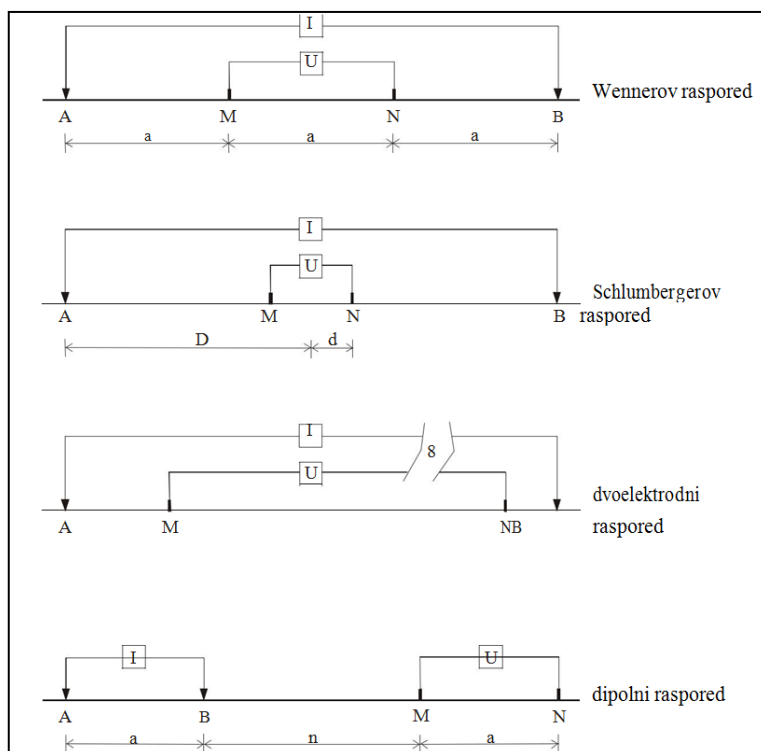 I
U
Wennerov raspored
A M N B
a a a
I
U
Schlumbergerov
A M N B raspored
D d
I
8
U
dvoelektrodni
A M NB raspored
I U
dipolni raspored
A B M N
a n a